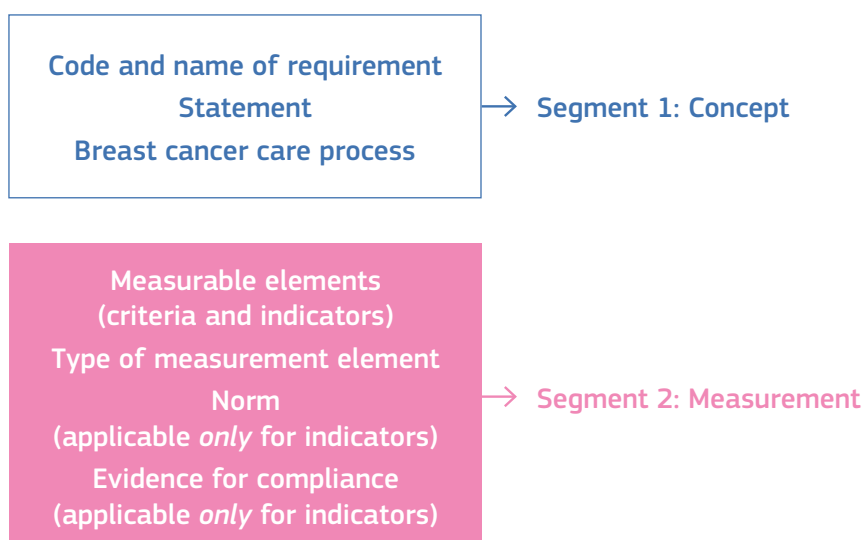 Code and name of requirement
Statement
Breast cancer care process
Segment 1: Concept
Measurable elements
(criteria and indicators)
Type of measurement element
Norm
(applicable only for indicators)
Evidence for compliance
(applicable only for indicators)
Segment 2: Measurement